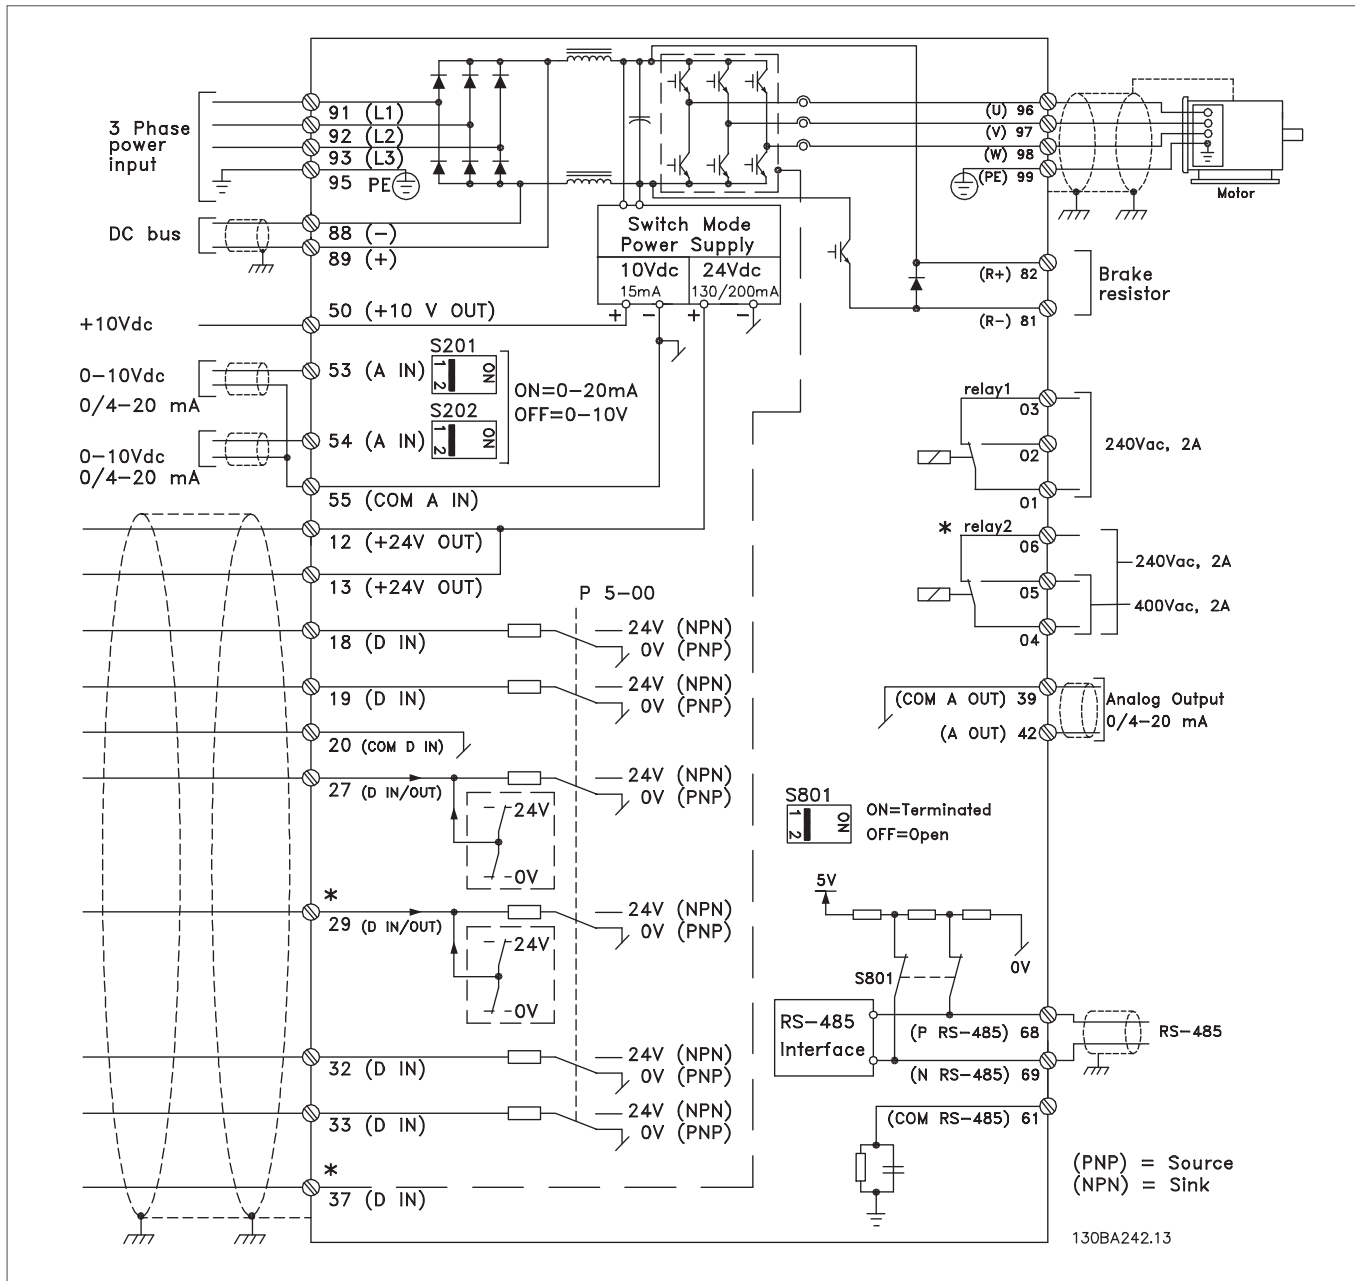 3 Phase
power
input
91 (L1)
92 (L2)
93 (L3)
95 PE
DC bus
88 (-)
89 (+)
+10Vdc
50 (+10 V OUT)
0-10Vdc
0/4-20 mA
53 (A IN)
0-10Vdc
0/4-20 mA
54 (A IN)
55 (COM A IN)
12 (+24V OUT)
13 (+24V OUT)
18 (D IN)
19 (D IN)
20 (COM D IN)
27 (D IN/OUT)
*
29 (D IN/OUT)
32 (D IN)
33 (D IN)
*
37 (D IN)
S201
1
2
ON
S202
1
2
ON
ON=0-20mA
OFF=0-10V
Switch Mode
Power Supply
10Vdc
15mA
24Vdc
130/200mA
+ - + -
P 5-00
24V (NPN)
0V (PNP)
24V (NPN)
0V (PNP)
24V (NPN)
0V (PNP)
24V
0V
24V (NPN)
0V (PNP)
24V
0V
24V (NPN)
0V (PNP)
24V (NPN)
0V (PNP)
(U) 96
(V) 97
(W) 98
(PE) 99
Motor
(R+) 82
(R-) 81
Brake
resistor
relay1
03
02
01
240Vac, 2A
* relay2
06
05
04
240Vac, 2A
400Vac, 2A
(COM A OUT) 39
(A OUT) 42
Analog Output
0/4-20 mA
S801
1
2
ON
ON=Terminated
OFF=Open
5V
0V
S801
RS-485
Interface
(P RS-485) 68
(N RS-485) 69
(COM RS-485) 61
RS-485
(PNP) = Source
(NPN) = Sink
130BA242.13